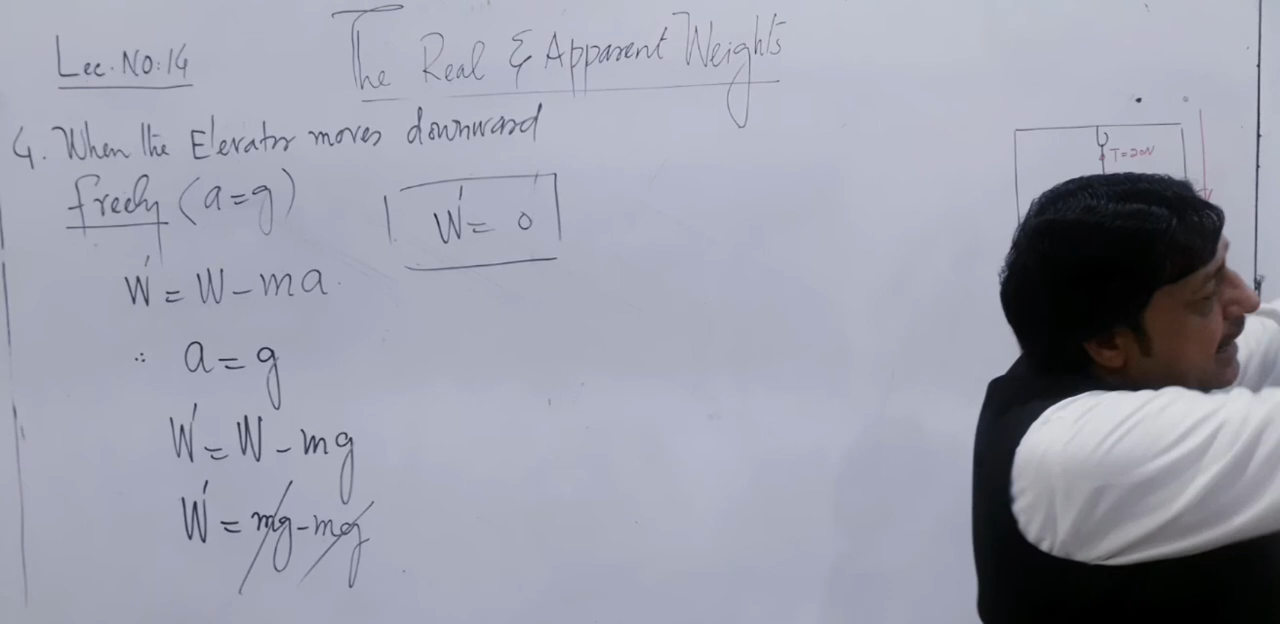 Lec. No: 14
The Real & Apparent Weights
4. When the Elevator moves downward
freely (a=g)
W' = 0
W' = W - ma.
∵ a = g
W' = W - mg
W' = mg - mg
T = 20N